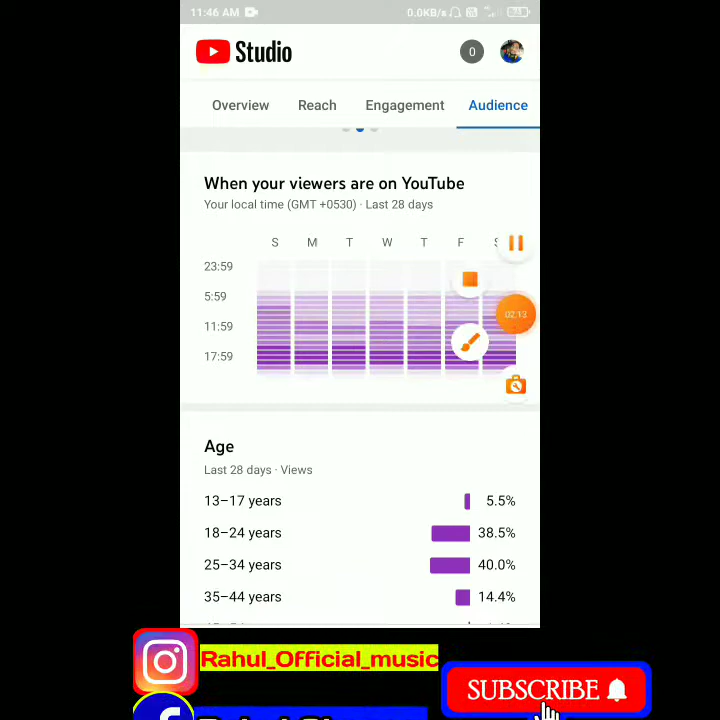 11:46 AM
0.0KB/s
Studio
0
Overview Reach Engagement Audience
When your viewers are on YouTube
Your local time (GMT +0530) · Last 28 days
S M T W T F S
23:59
5:59
11:59
17:59
02:13
Age
Last 28 days · Views
13–17 years 5.5%
18–24 years 38.5%
25–34 years 40.0%
35–44 years 14.4%
Rahul_Official_music
SUBSCRIBE